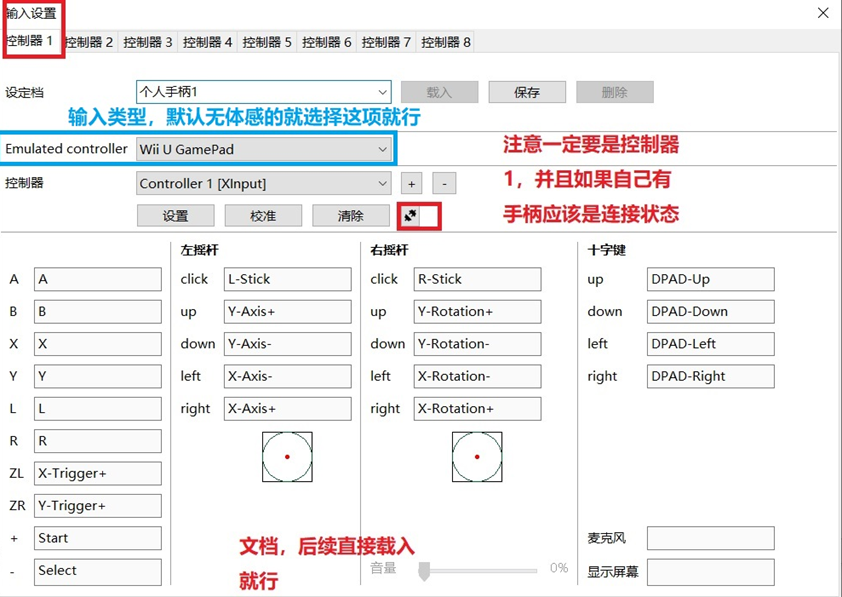 输入设置
控制器 1 控制器 2 控制器 3 控制器 4 控制器 5 控制器 6 控制器 7 控制器 8
设定档 个人手柄1 载入 保存 删除
输入类型，默认无体感的就选择这项就行
Emulated controller Wii U GamePad
注意一定要是控制器
控制器 Controller 1 [XInput] + -
1，并且如果自己有
设置 校准 清除
手柄应该是连接状态
左摇杆 右摇杆 十字键
A A click L-Stick click R-Stick up DPAD-Up
B B up Y-Axis+ up Y-Rotation+ down DPAD-Down
X X down Y-Axis- down Y-Rotation- left DPAD-Left
Y Y left X-Axis- left X-Rotation- right DPAD-Right
L L right X-Axis+ right X-Rotation+
R R
ZL X-Trigger+
ZR Y-Trigger+
+ Start 麦克风
文档，后续直接载入
- Select 音量 0% 显示屏幕
就行